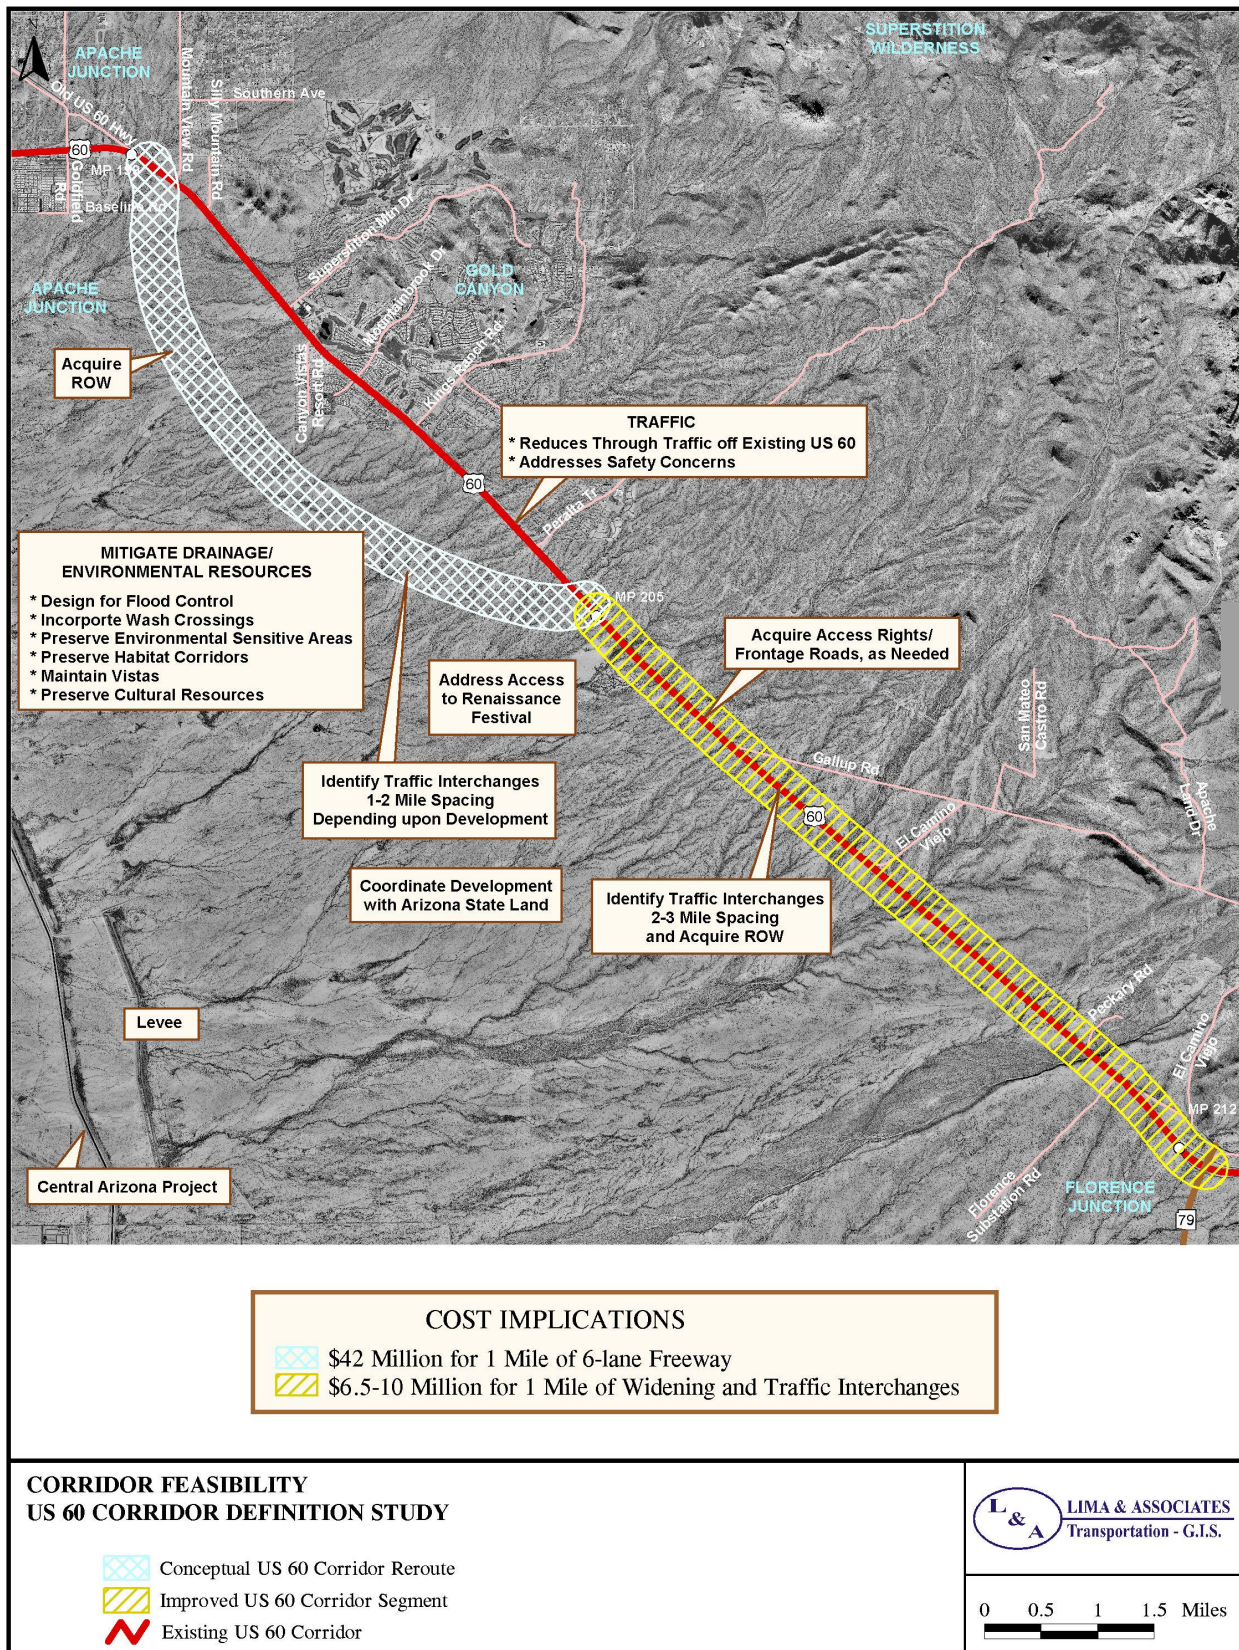 SUPERSTITION
WILDERNESS
APACHE
JUNCTION
Old US 60 Hwy
Mountain View Rd
Silly Mountain Rd
Southern Ave
60
Goldfield
Rd
MP
Baseline Rd
APACHE
JUNCTION
Superstition Mtn Dr
Mountainbrook Dr
GOLD
CANYON
Kings Ranch Rd
Canyon Vistas
Resort Rd
Acquire
ROW
TRAFFIC
* Reduces Through Traffic off Existing US 60
* Addresses Safety Concerns
60
Peralta Tr
MITIGATE DRAINAGE/
ENVIRONMENTAL RESOURCES
* Design for Flood Control
* Incorporte Wash Crossings
* Preserve Environmental Sensitive Areas
* Preserve Habitat Corridors
* Maintain Vistas
* Preserve Cultural Resources
MP 205
Acquire Access Rights/
Frontage Roads, as Needed
Address Access
to Renaissance
Festival
San Mateo
Castro Rd
Gallup Rd
Apache
Land Dr
Identify Traffic Interchanges
1-2 Mile Spacing
Depending upon Development
60
El Camino
Viejo
Coordinate Development
with Arizona State Land
Identify Traffic Interchanges
2-3 Mile Spacing
and Acquire ROW
Peckary Rd
Levee
El Camino
Viejo
MP 212
Central Arizona Project
Florence
Substation Rd
FLORENCE
JUNCTION
79
COST IMPLICATIONS
$42 Million for 1 Mile of 6-lane Freeway
$6.5-10 Million for 1 Mile of Widening and Traffic Interchanges
CORRIDOR FEASIBILITY
US 60 CORRIDOR DEFINITION STUDY
Conceptual US 60 Corridor Reroute
Improved US 60 Corridor Segment
Existing US 60 Corridor
L & A
LIMA & ASSOCIATES
Transportation - G.I.S.
0 0.5 1 1.5 Miles